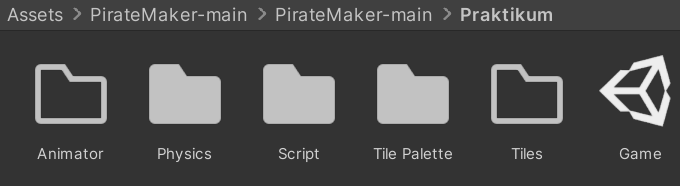 Assets > PirateMaker-main > PirateMaker-main > Praktikum
Animator Physics Script Tile Palette Tiles Game